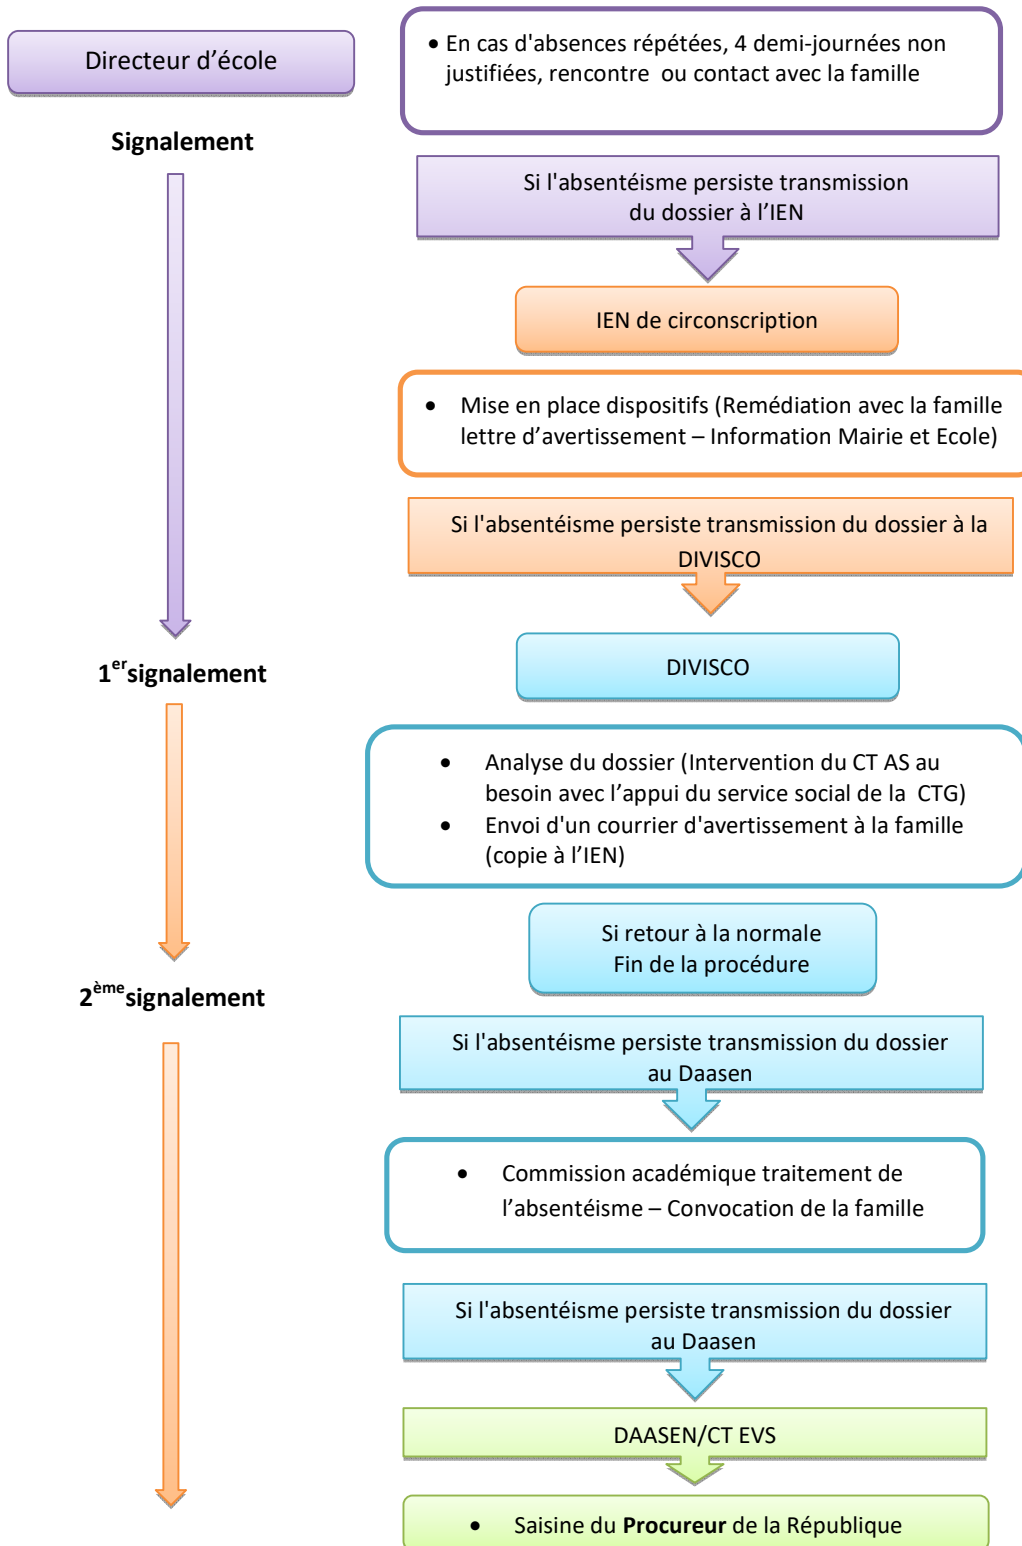 Directeur d’école
• En cas d'absences répétées, 4 demi-journées non
justifiées, rencontre ou contact avec la famille
Signalement
Si l'absentéisme persiste transmission
du dossier à l’IEN
IEN de circonscription
• Mise en place dispositifs (Remédiation avec la famille
lettre d’avertissement – Information Mairie et Ecole)
Si l'absentéisme persiste transmission du dossier à la
DIVISCO
1er signalement
DIVISCO
• Analyse du dossier (Intervention du CT AS au
besoin avec l’appui du service social de la CTG)
• Envoi d'un courrier d'avertissement à la famille
(copie à l’IEN)
Si retour à la normale
Fin de la procédure
2ème signalement
Si l'absentéisme persiste transmission du dossier
au Daasen
• Commission académique traitement de
l’absentéisme – Convocation de la famille
Si l'absentéisme persiste transmission du dossier
au Daasen
DAASEN/CT EVS
• Saisine du Procureur de la République